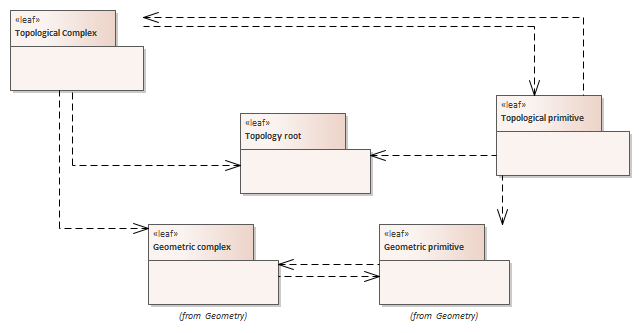 «leaf»
Topological Complex
«leaf»
Topological primitive
«leaf»
Topology root
«leaf»
Geometric complex
«leaf»
Geometric primitive
(from Geometry)
(from Geometry)